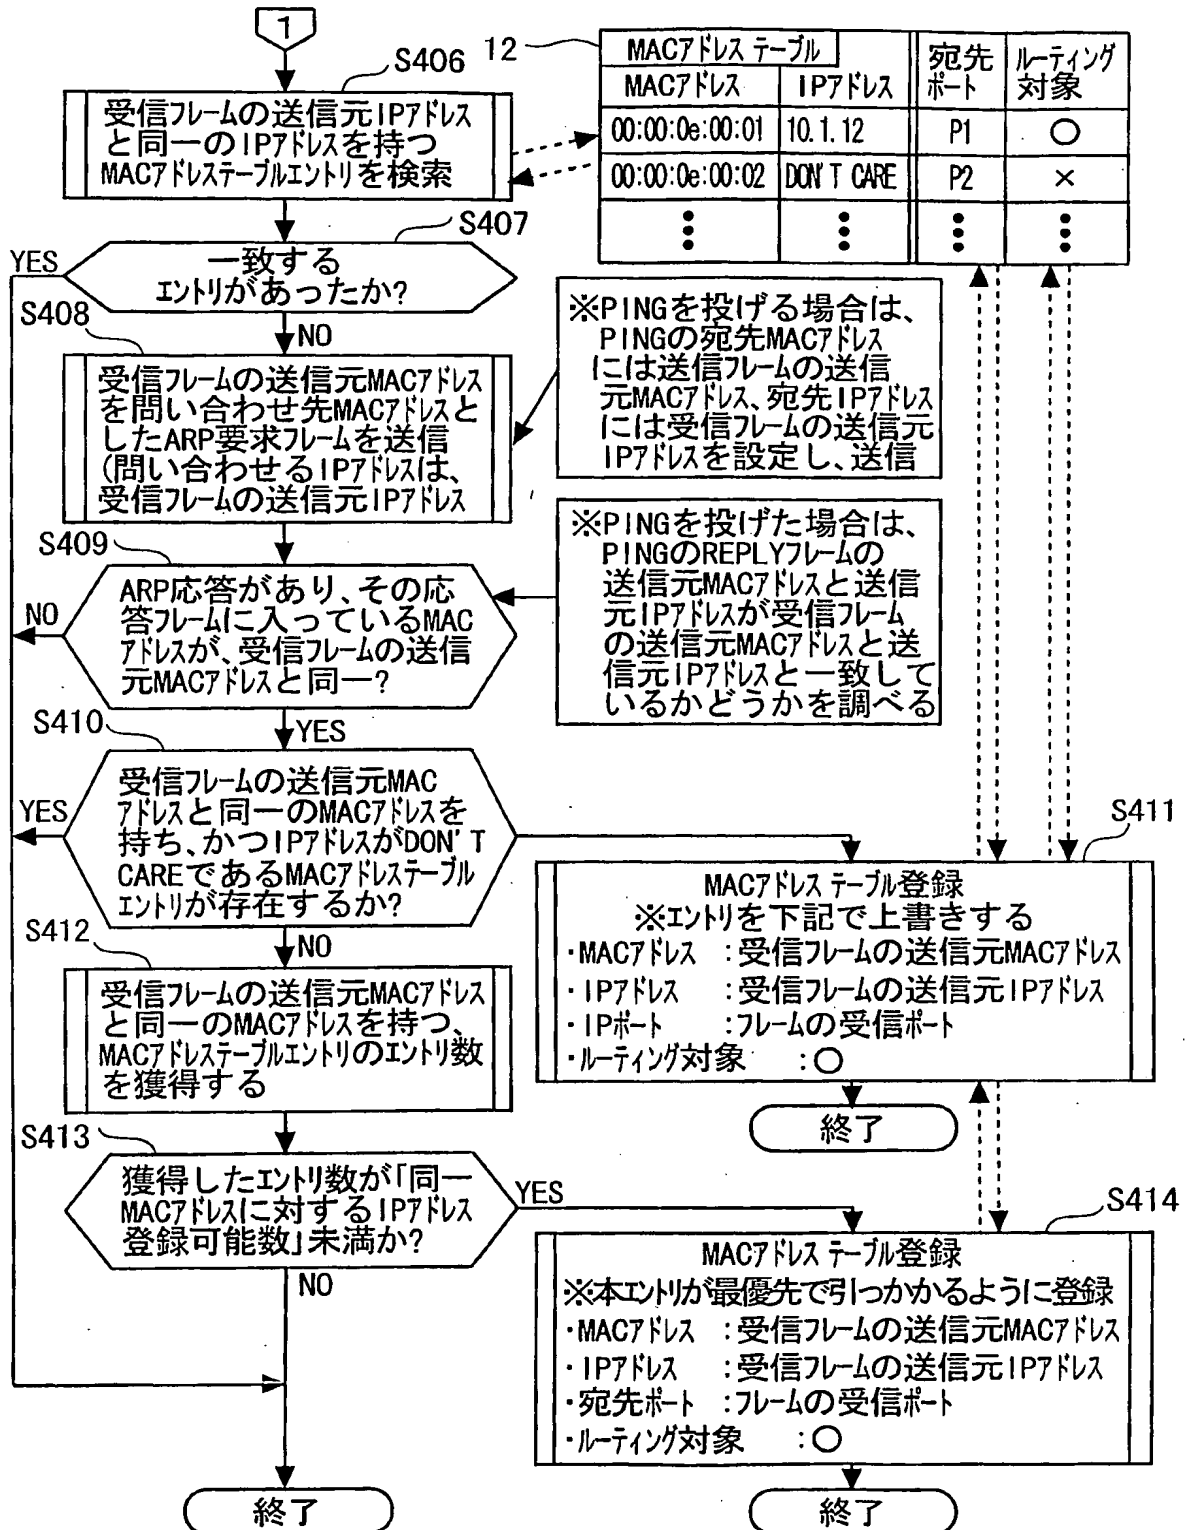 1
S406
受信フレームの送信元IPアドレス
と同一のIPアドレスを持つ
MACアドレステーブルエントリを検索
12
MACアドレス テーブル
宛先
ポート
ルーティング
対象
MACアドレス
IPアドレス
00:00:0e:00:01
10.1.12
P1
○
00:00:0e:00:02
DON'T CARE
P2
×
S407
一致する
エントリがあったか?
YES
NO
S408
受信フレームの送信元MACアドレス
を問い合わせ先MACアドレスと
したARP要求フレームを送信
(問い合わせるIPアドレスは、
受信フレームの送信元IPアドレス
※PINGを投げる場合は、
PINGの宛先MACアドレス
には送信フレームの送信
元MACアドレス、宛先IPアドレス
には受信フレームの送信元
IPアドレスを設定し、送信
S409
ARP応答があり、その応
答フレームに入っているMAC
アドレスが、受信フレームの送信
元MACアドレスと同一?
NO
YES
※PINGを投げた場合は、
PINGのREPLYフレームの
送信元MACアドレスと送信
元IPアドレスが受信フレーム
の送信元MACアドレスと送
信元IPアドレスと一致して
いるかどうかを調べる
S410
受信フレームの送信元MAC
アドレスと同一のMACアドレスを
持ち、かつIPアドレスがDON'T
CAREであるMACアドレステーブル
エントリが存在するか?
YES
NO
S411
MACアドレス テーブル登録
※エントリを下記で上書きする
・MACアドレス :受信フレームの送信元MACアドレス
・IPアドレス :受信フレームの送信元IPアドレス
・IPポート :フレームの受信ポート
・ルーティング対象 :○
終了
S412
受信フレームの送信元MACアドレス
と同一のMACアドレスを持つ、
MACアドレステーブルエントリのエントリ数
を獲得する
S413
獲得したエントリ数が「同一
MACアドレスに対するIPアドレス
登録可能数」未満か?
YES
NO
S414
MACアドレス テーブル登録
※本エントリが最優先で引っかかるように登録
・MACアドレス :受信フレームの送信元MACアドレス
・IPアドレス :受信フレームの送信元IPアドレス
・宛先ポート :フレームの受信ポート
・ルーティング対象 :○
終了
終了